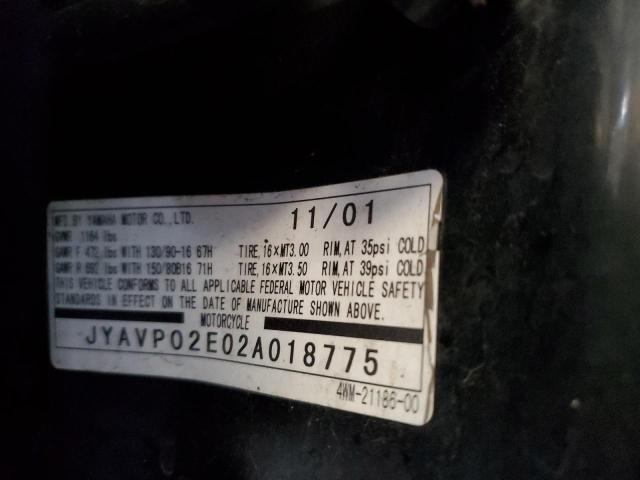 MFD.BY YAMAHA MOTOR CO.,LTD. 11/01
GVWR 1164 lbs
GAWR F 472 lbs WITH 130/90-16 67H TIRE, 16×MT3.00 RIM, AT 35psi COLD
GAWR R 692 lbs WITH 150/80B16 71H TIRE, 16×MT3.50 RIM, AT 39psi COLD
THIS VEHICLE CONFORMS TO ALL APPLICABLE FEDERAL MOTOR VEHICLE SAFETY
STANDARDS IN EFFECT ON THE DATE OF MANUFACTURE SHOWN ABOVE.
MOTORCYCLE
JYAVP02E02A018775
4WM-21186-00